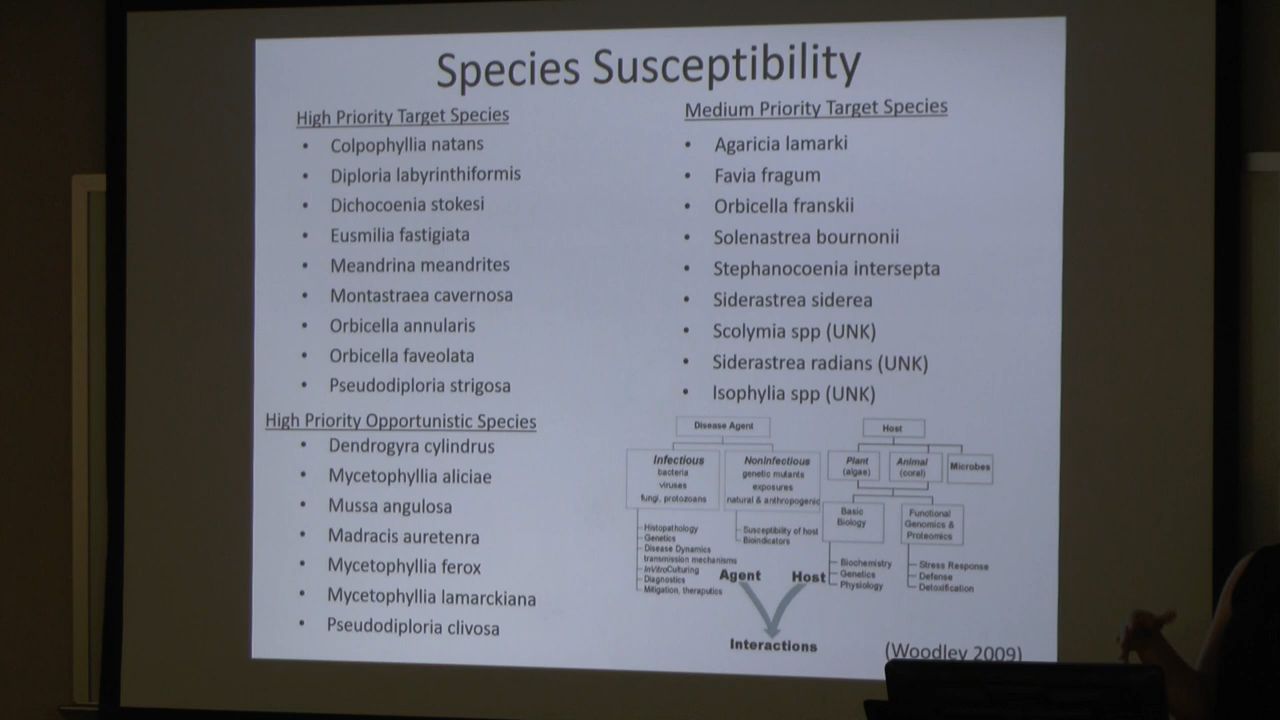 Species Susceptibility
High Priority Target Species
• Colpophyllia natans
• Diploria labyrinthiformis
• Dichocoenia stokesi
• Eusmilia fastigiata
• Meandrina meandrites
• Montastraea cavernosa
• Orbicella annularis
• Orbicella faveolata
• Pseudodiploria strigosa
High Priority Opportunistic Species
• Dendrogyra cylindrus
• Mycetophyllia aliciae
• Mussa angulosa
• Madracis auretenra
• Mycetophyllia ferox
• Mycetophyllia lamarckiana
• Pseudodiploria clivosa
Medium Priority Target Species
• Agaricia lamarki
• Favia fragum
• Orbicella franskii
• Solenastrea bournonii
• Stephanocoenia intersepta
• Siderastrea siderea
• Scolymia spp (UNK)
• Siderastrea radians (UNK)
• Isophylia spp (UNK)
Disease Agent
Infectious
bacteria
viruses
fungi, protozoans
Histopathology
Genetics
Disease Dynamics
transmission mechanisms
InVitroCulturing
Diagnostics
Mitigation, theraputics
Noninfectious
genetic mutants
exposures
natural & anthropogenic
Susceptibility of host
Bioindicators
Host
Plant
(algae)
Animal
(coral)
Microbes
Basic
Biology
Biochemistry
Genetics
Physiology
Functional
Genomics &
Proteomics
Stress Response
Defense
Detoxification
Agent
Host
Interactions
(Woodley 2009)